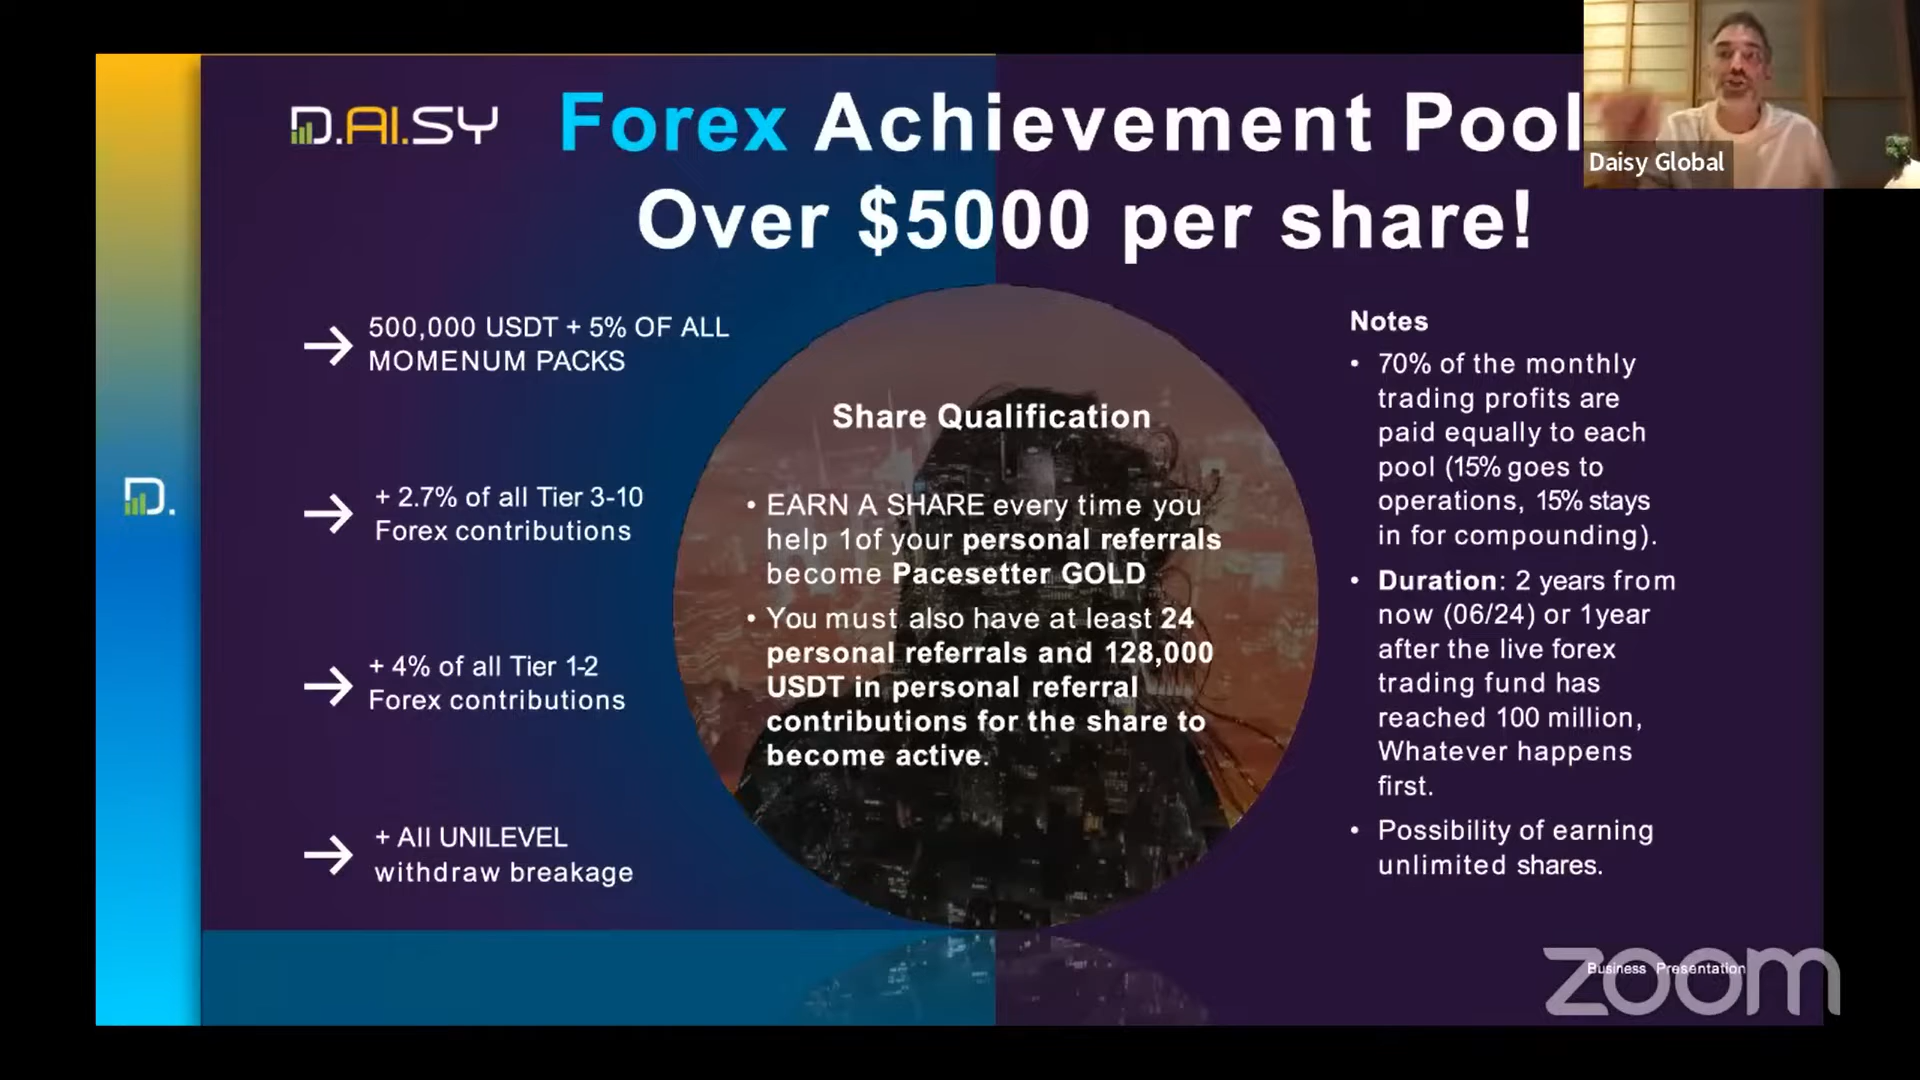 D.AI.SY
Forex Achievement Pool
Over $5000 per share!
Daisy Global
500,000 USDT + 5% OF ALL
MOMENUM PACKS
+ 2.7% of all Tier 3-10
Forex contributions
+ 4% of all Tier 1-2
Forex contributions
+ All UNILEVEL
withdraw breakage
D.
Share Qualification
• EARN A SHARE every time you
help 1of your personal referrals
become Pacesetter GOLD
• You must also have at least 24
personal referrals and 128,000
USDT in personal referral
contributions for the share to
become active.
Notes
• 70% of the monthly
trading profits are
paid equally to each
pool (15% goes to
operations, 15% stays
in for compounding).
• Duration: 2 years from
now (06/24) or 1year
after the live forex
trading fund has
reached 100 million,
Whatever happens
first.
• Possibility of earning
unlimited shares.
Business Presentation
zoom